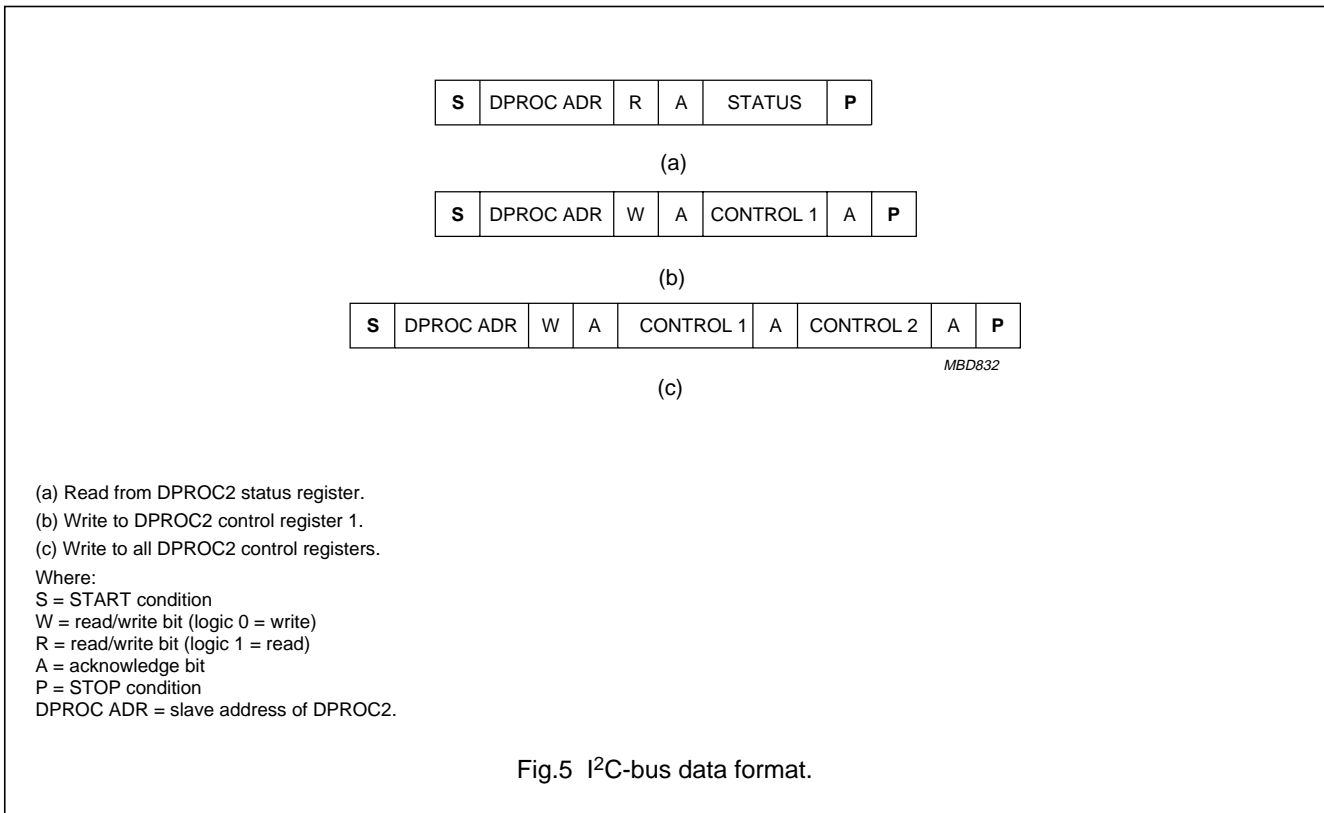 S DPROC ADR R A STATUS P
(a)
S DPROC ADR W A CONTROL 1 A P
(b)
S DPROC ADR W A CONTROL 1 A CONTROL 2 A P
MBD832
(c)
(a) Read from DPROC2 status register.
(b) Write to DPROC2 control register 1.
(c) Write to all DPROC2 control registers.
Where:
S = START condition
W = read/write bit (logic 0 = write)
R = read/write bit (logic 1 = read)
A = acknowledge bit
P = STOP condition
DPROC ADR = slave address of DPROC2.
Fig.5 I²C-bus data format.